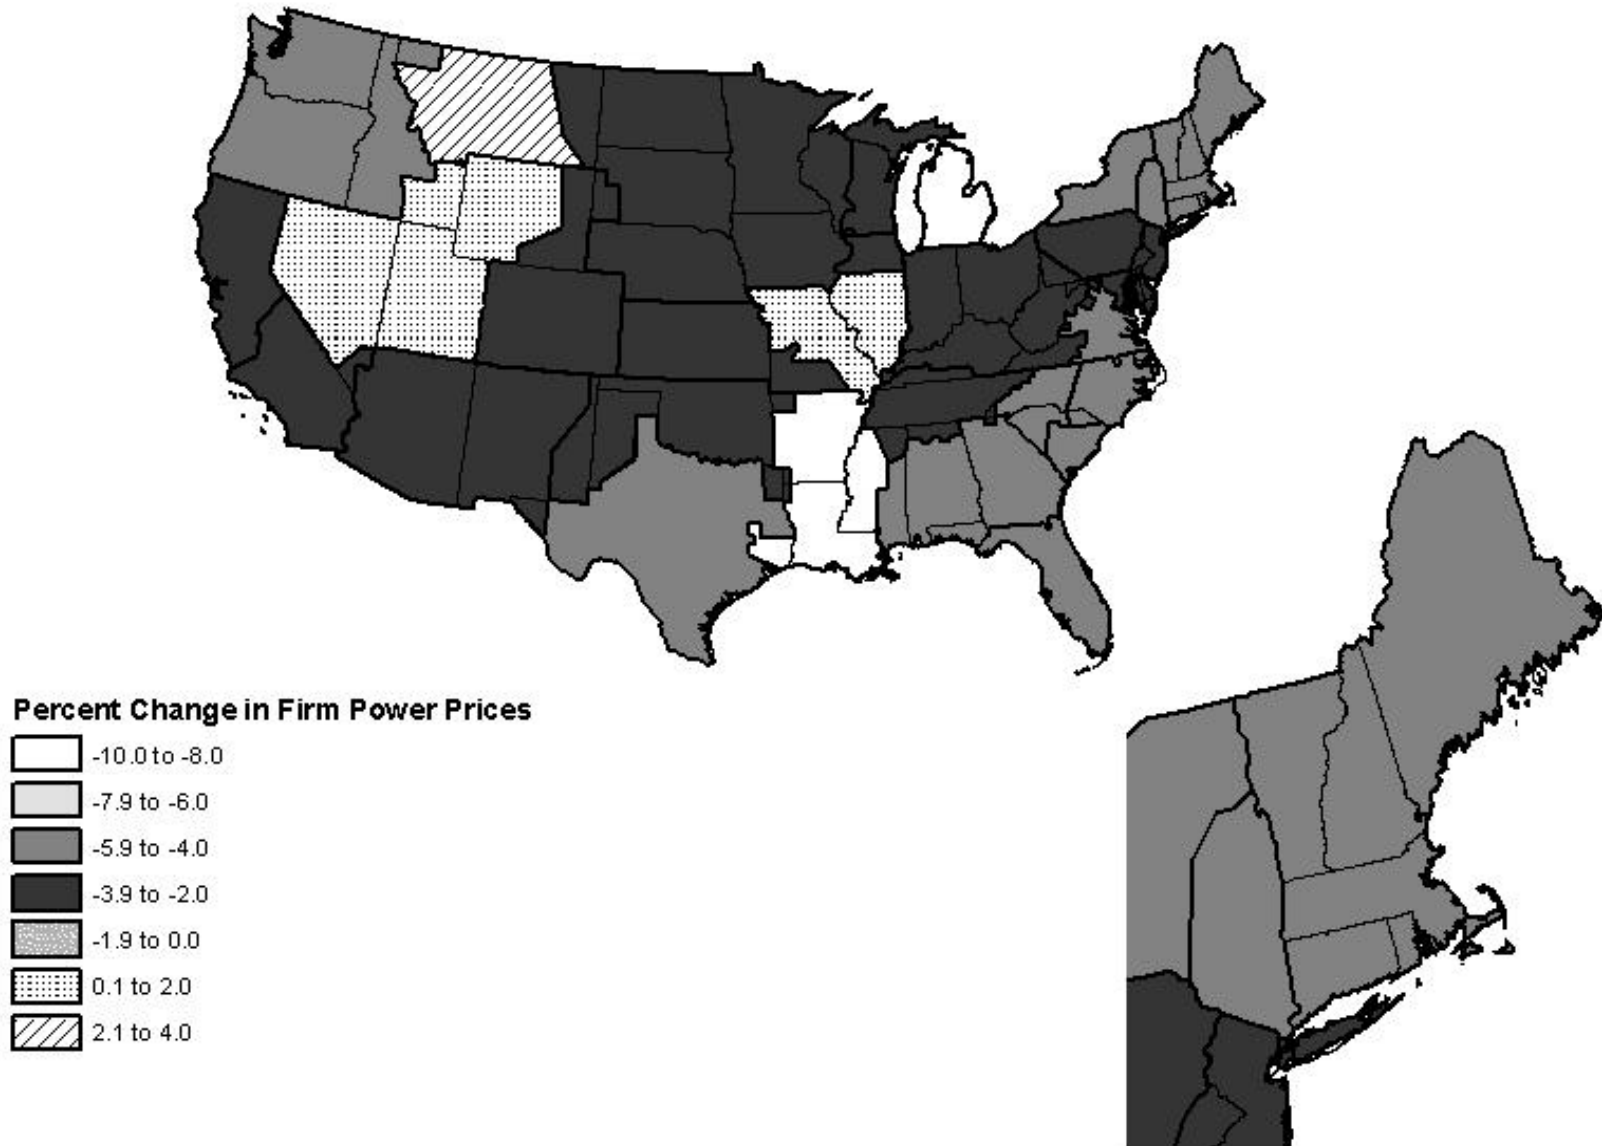 Percent Change in Firm Power Prices
-10.0 to -8.0
-7.9 to -6.0
-5.9 to -4.0
-3.9 to -2.0
-1.9 to 0.0
0.1 to 2.0
2.1 to 4.0